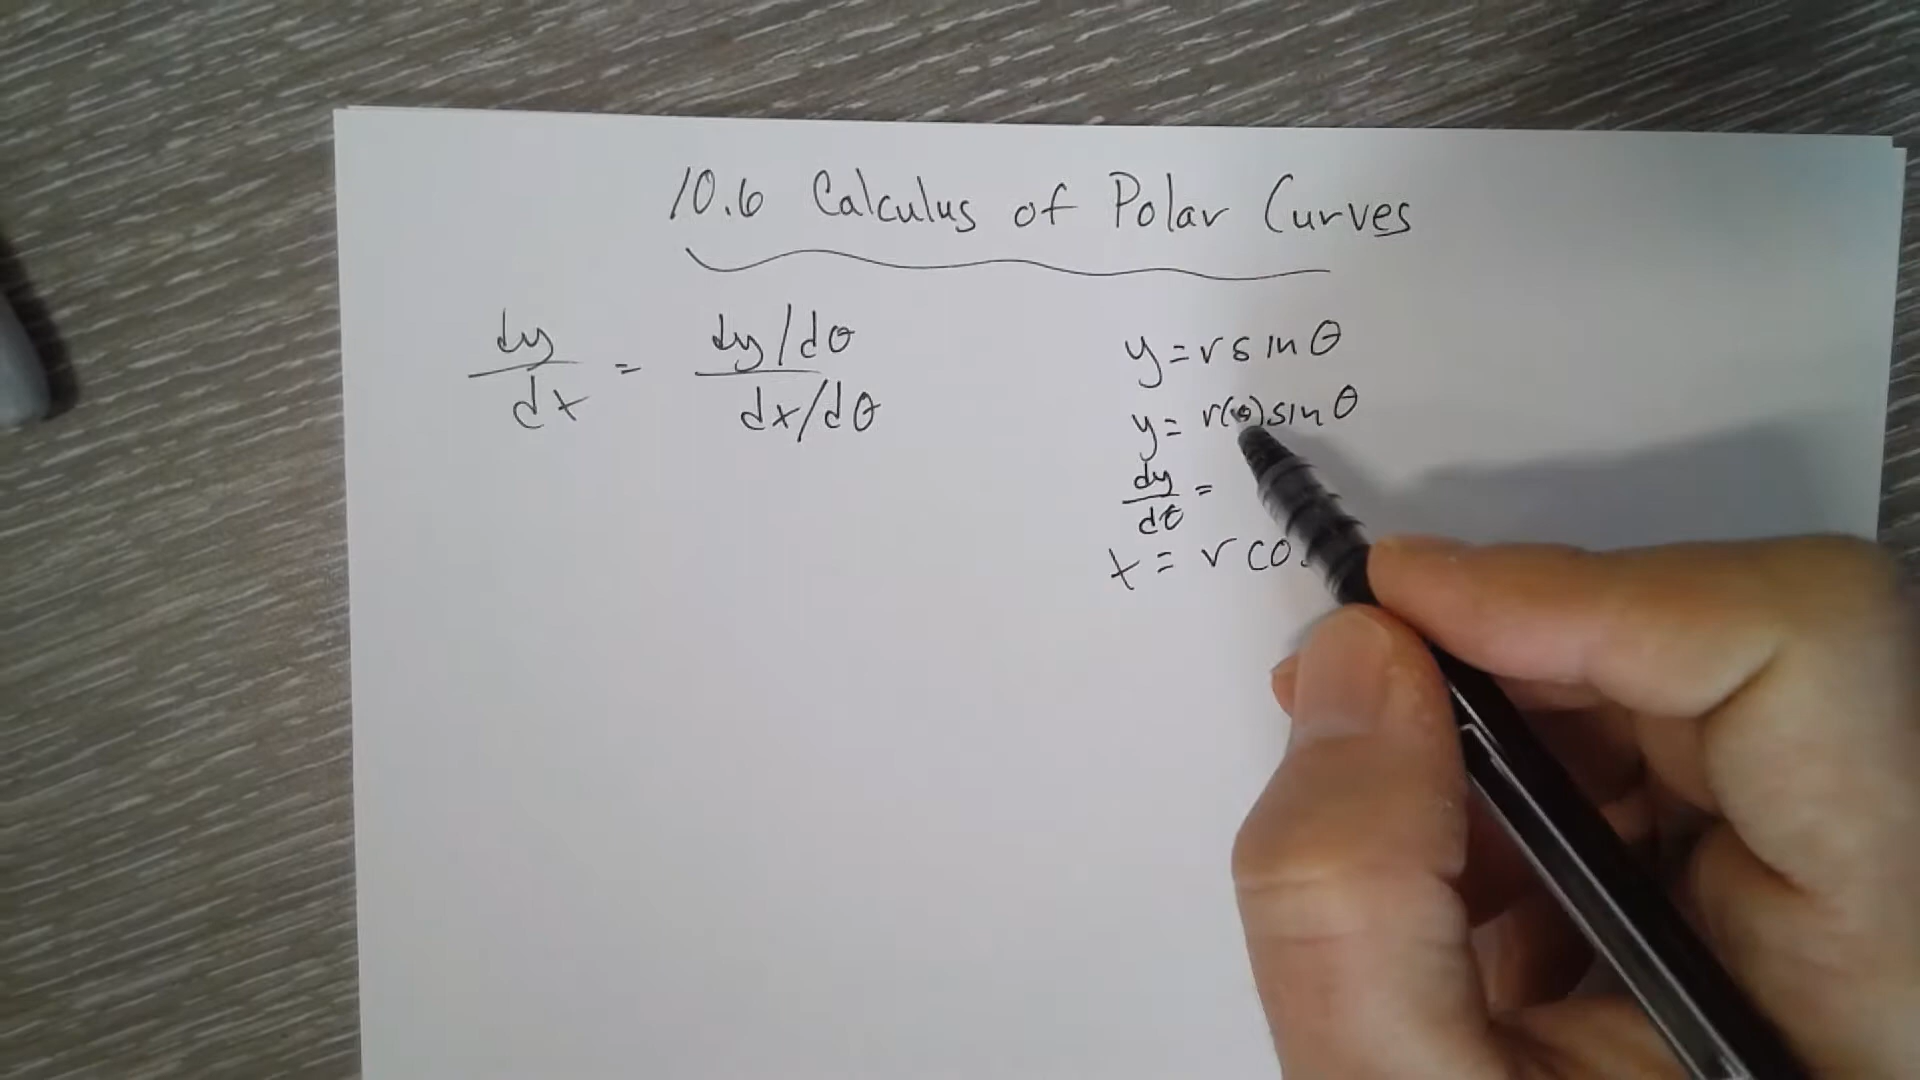 10.6 Calculus of Polar Curves
dy/dx = (dy/dθ)/(dx/dθ)
y = r sin θ
y = r(θ) sin θ
dy/dθ =
x = r co